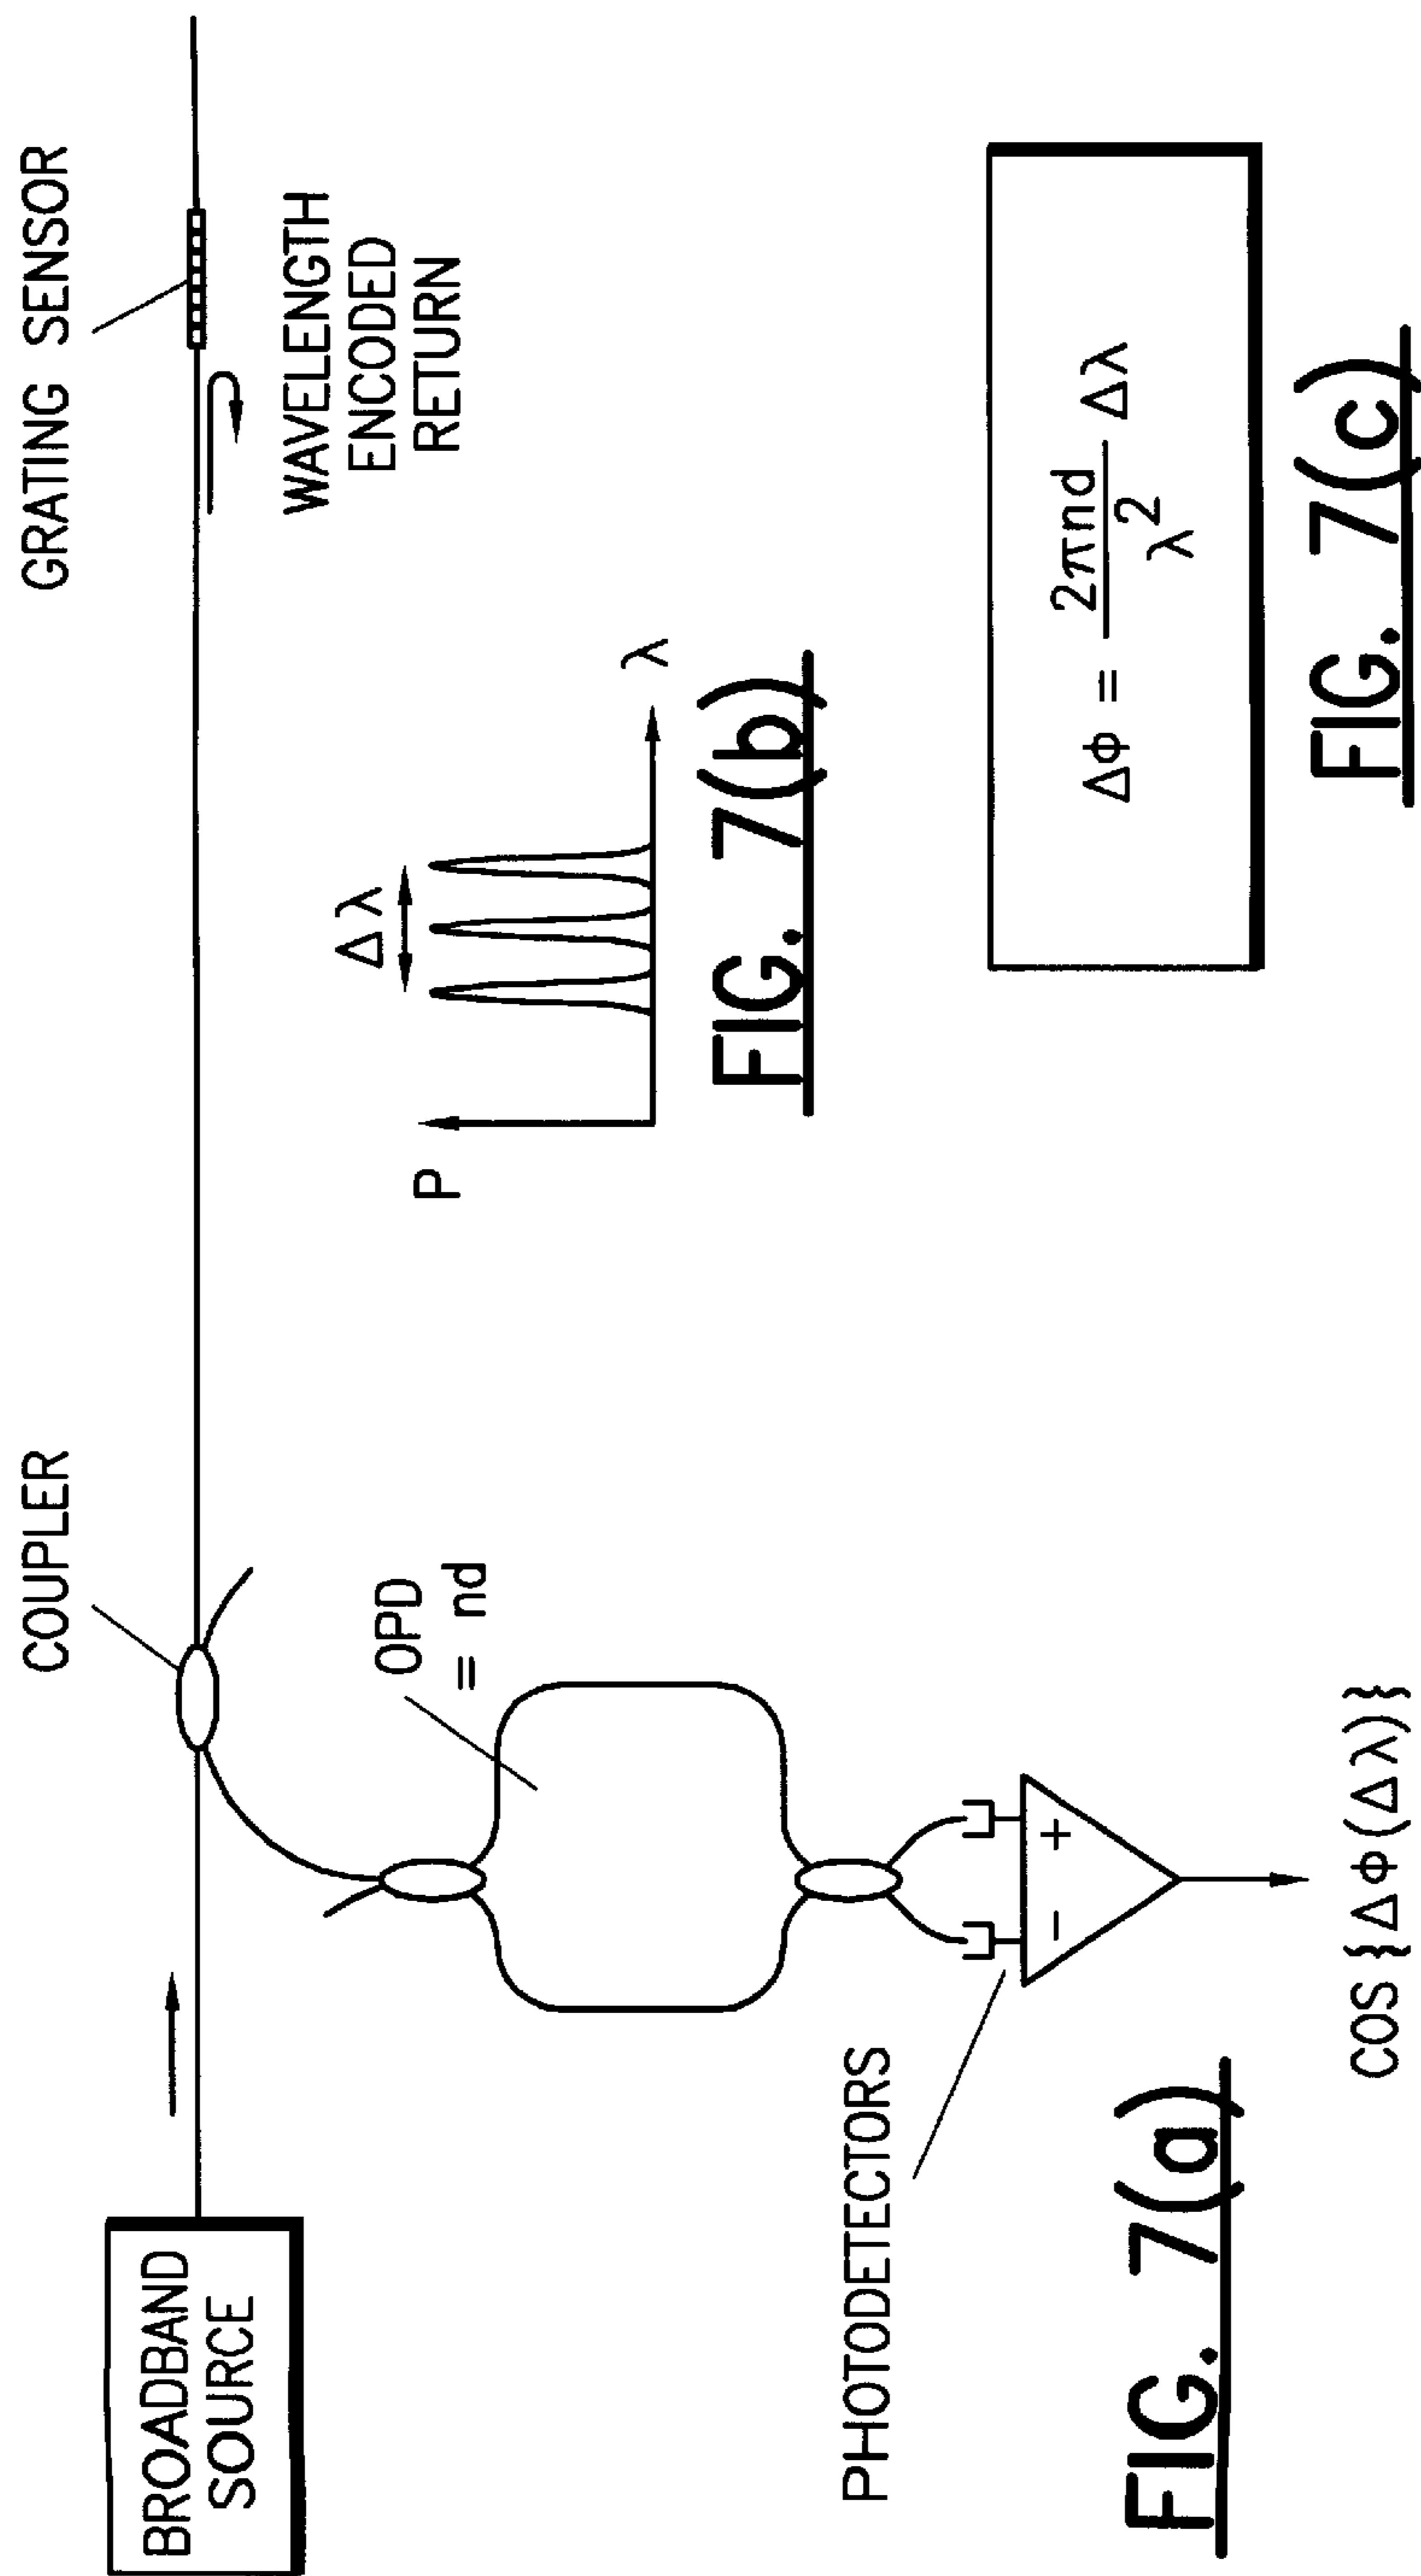 GRATING SENSOR
COUPLER
WAVELENGTH
ENCODED
RETURN
BROADBAND
SOURCE
OPD
= nd
Δλ
P
λ
FIG. 7(b)
PHOTODETECTORS
- +
Δφ = 2πnd/λ² Δλ
FIG. 7(a)
COS {Δφ(Δλ)}
FIG. 7(c)